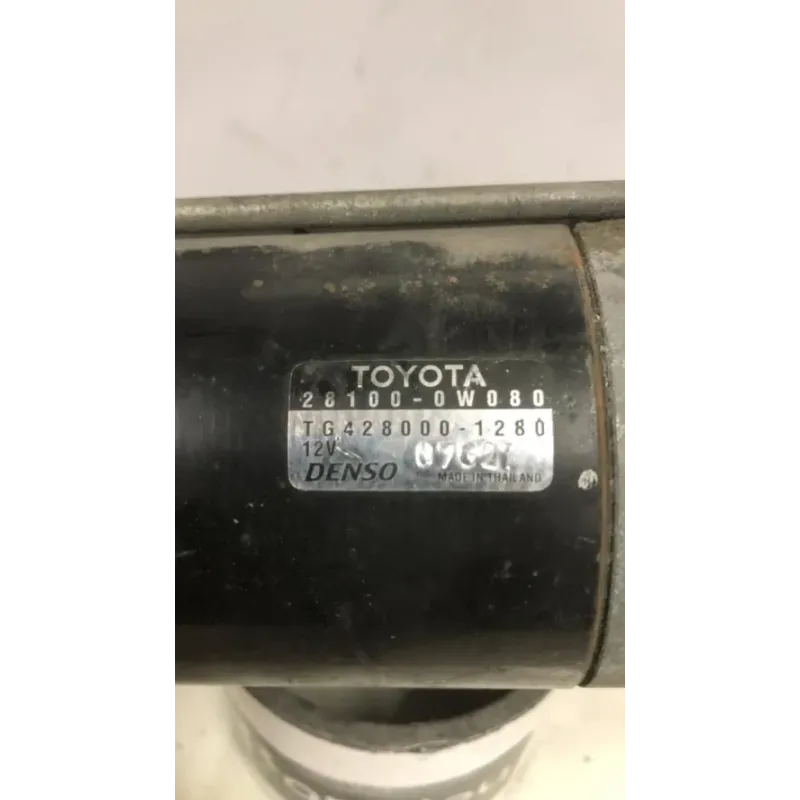 TOYOTA
28100-0W080
TG428000-1280
12V
DENSO
MADE IN THAILAND